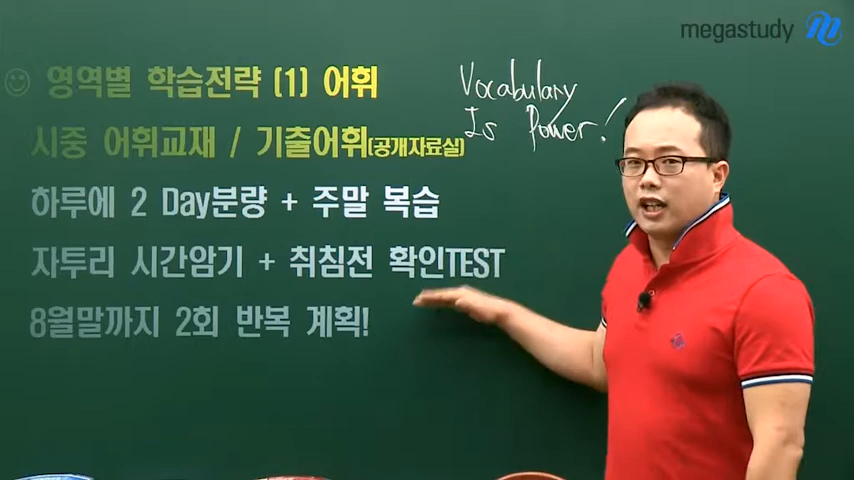 megastudy
영역별 학습전략 (1) 어휘
Vocabulary
Is Power!
시중 어휘교재 / 기출어휘(공개자료실)
하루에 2 Day분량 + 주말 복습
자투리 시간암기 + 취침전 확인TEST
8월말까지 2회 반복 계획!